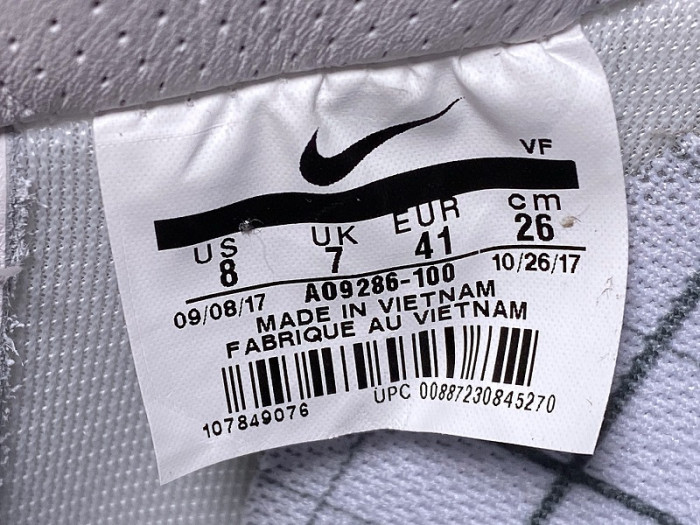 VF
US UK EUR cm
8 7 41 26
09/08/17 AO9286-100 10/26/17
MADE IN VIETNAM
FABRIQUE AU VIETNAM
107849076 UPC 00887230845270